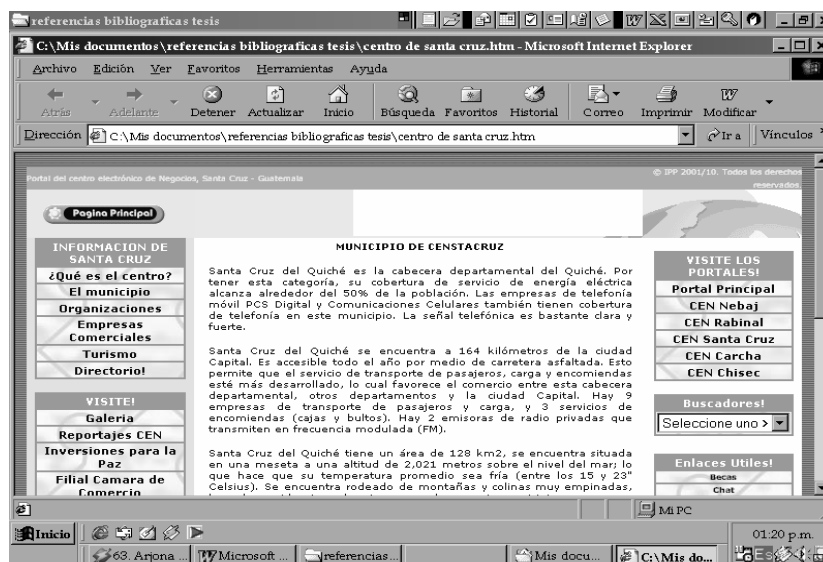 referencias bibliograficas tesis
C:\Mis documentos\referencias bibliograficas tesis\centro de santa cruz.htm - Microsoft Internet Explorer
Archivo Edición Ver Favoritos Herramientas Ayuda
Atrás Adelante Detener Actualizar Inicio Búsqueda Favoritos Historial Correo Imprimir Modificar
Dirección C:\Mis documentos\referencias bibliograficas tesis\centro de santa cruz.htm Ir a Vínculos
Portal del centro electrónico de Negocios, Santa Cruz - Guatemala
© IPP 2001/10. Todos los derechos
reservados.
Pagina Principal
INFORMACION DE
SANTA CRUZ
¿Qué es el centro?
El municipio
Organizaciones
Empresas
Comerciales
Turismo
Directorio!
VISITE!
Galeria
Reportajes CEN
Inversiones para la
Paz
Filial Camara de
Comercio
MUNICIPIO DE CENSTACRUZ
Santa Cruz del Quiché es la cabecera departamental del Quiché. Por
tener esta categoría, su cobertura de servicio de energía eléctrica
alcanza alrededor del 50% de la población. Las empresas de telefonía
móvil PCS Digital y Comunicaciones Celulares también tienen cobertura
de telefonía en este municipio. La señal telefónica es bastante clara y
fuerte.
Santa Cruz del Quiché se encuentra a 164 kilómetros de la ciudad
Capital. Es accesible todo el año por medio de carretera asfaltada. Esto
permite que el servicio de transporte de pasajeros, carga y encomiendas
esté más desarrollado, lo cual favorece el comercio entre esta cabecera
departamental, otros departamentos y la ciudad Capital. Hay 9
empresas de transporte de pasajeros y carga, y 3 servicios de
encomiendas (cajas y bultos). Hay 2 emisoras de radio privadas que
transmiten en frecuencia modulada (FM).
Santa Cruz del Quiché tiene un área de 128 km2, se encuentra situada
en una meseta a una altitud de 2,021 metros sobre el nivel del mar; lo
que hace que su temperatura promedio sea fría (entre los 15 y 23°
Celsius). Se encuentra rodeado de montañas y colinas muy empinadas,
VISITE LOS
PORTALES!
Portal Principal
CEN Nebaj
CEN Rabinal
CEN Santa Cruz
CEN Carcha
CEN Chisec
Buscadores!
Seleccione uno >
Enlaces Utiles!
Becas
Chat
Mi PC
Inicio
01:20 p.m.
63. Arjona ... Microsoft ... referencias... Mis docu... C:\Mis do... Es